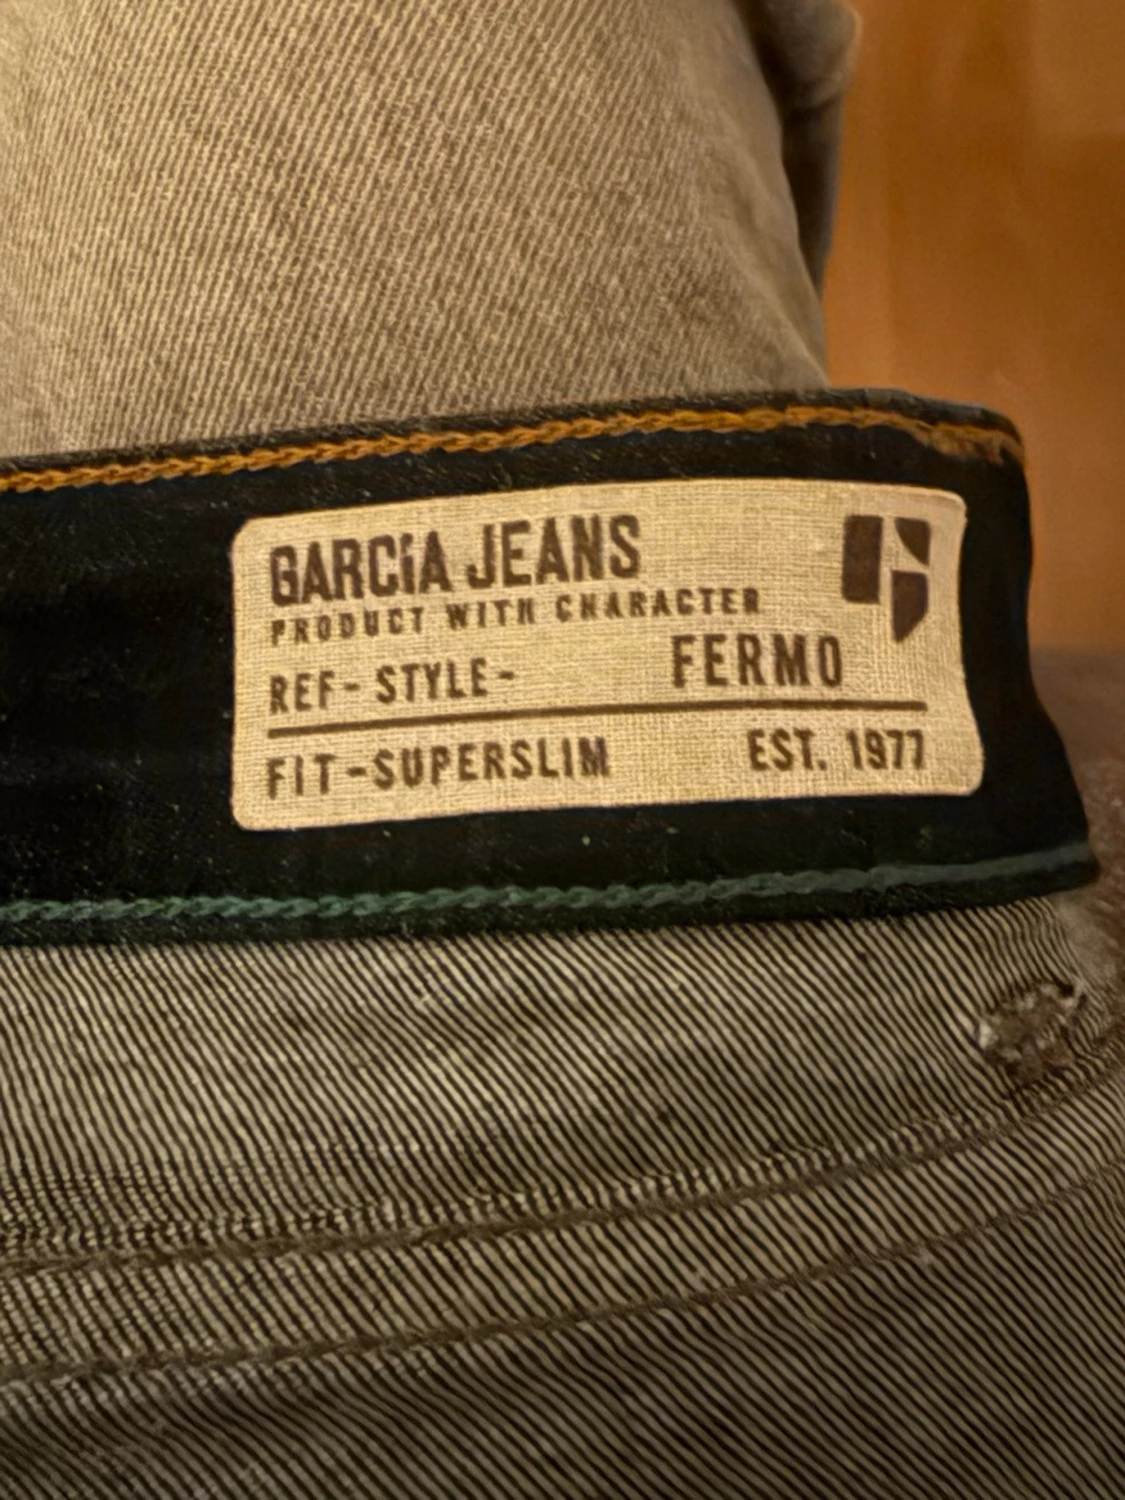 GARCiA JEANS
PRODUCT WITH CHARACTER
REF- STYLE- FERMO
FIT-SUPERSLIM EST. 1977